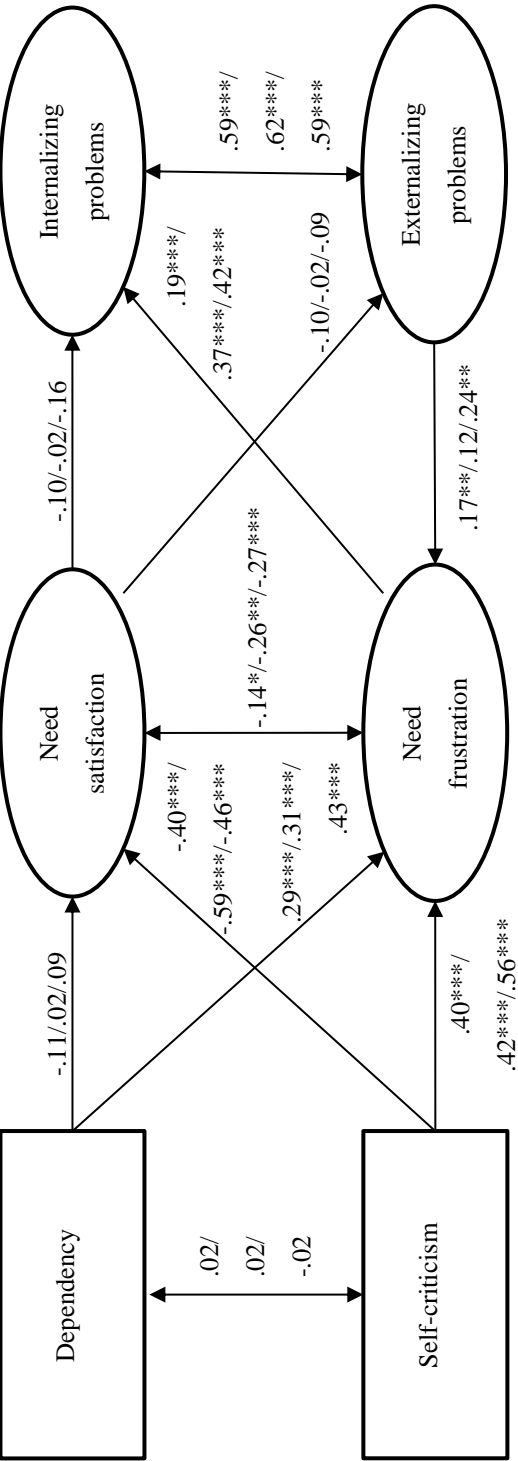 Dependency
Self-criticism
.02/
.02/
-.02
-.11/.02/.09
-.40***/
-.59***/-.46***
.29***/.31***/
.43***
.40***/
.42***/.56***
Need
satisfaction
Need
frustration
-.14*/-.26**/-.27***
-.10/-.02/-.16
.19***/
.37***/.42***
-.10/-.02/-.09
.17**/.12/.24**
Internalizing
problems
Externalizing
problems
.59***/
.62***/
.59***